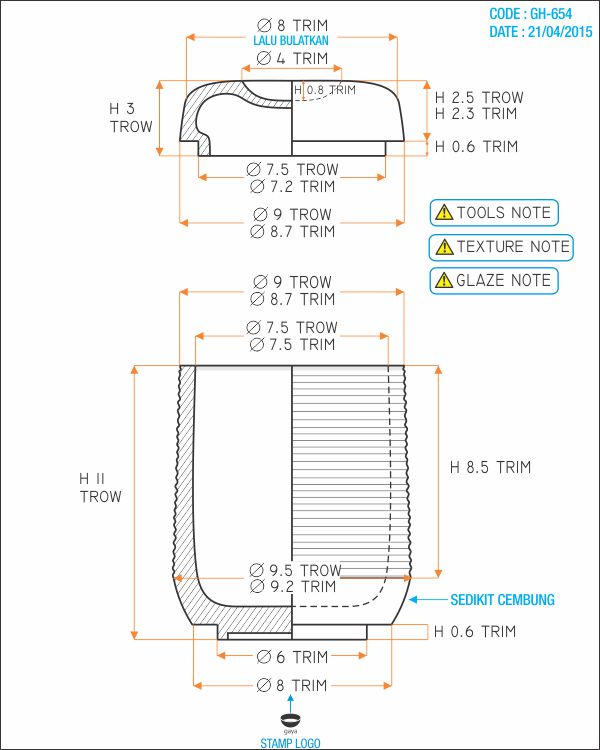 CODE : GH-654
DATE : 21/04/2015
Ø 8 TRIM
LALU BULATKAN
Ø 4 TRIM
H 0.8 TRIM
H 3
TROW
H 2.5 TROW
H 2.3 TRIM
H 0.6 TRIM
Ø 7.5 TROW
Ø 7.2 TRIM
Ø 9 TROW
Ø 8.7 TRIM
TOOLS NOTE
TEXTURE NOTE
GLAZE NOTE
Ø 9 TROW
Ø 8.7 TRIM
Ø 7.5 TROW
Ø 7.5 TRIM
H 11
TROW
H 8.5 TRIM
Ø 9.5 TROW
Ø 9.2 TRIM
SEDIKIT CEMBUNG
H 0.6 TRIM
Ø 6 TRIM
Ø 8 TRIM
gaya
STAMP LOGO